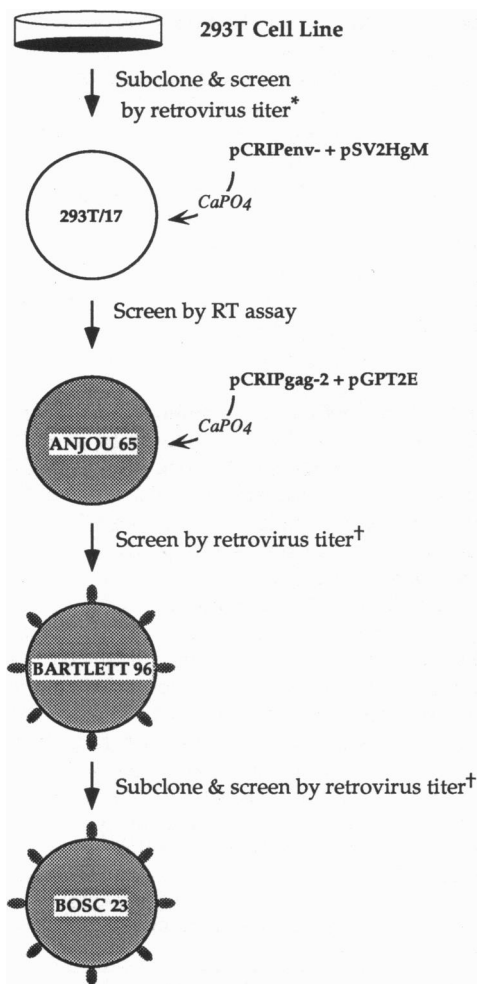 293T Cell Line
Subclone & screen
by retrovirus titer*
pCRIPenv- + pSV2HgM
CaPO4
293T/17
Screen by RT assay
pCRIPgag-2 + pGPT2E
CaPO4
ANJOU 65
Screen by retrovirus titer†
BARTLETT 96
Subclone & screen by retrovirus titer†
BOSC 23